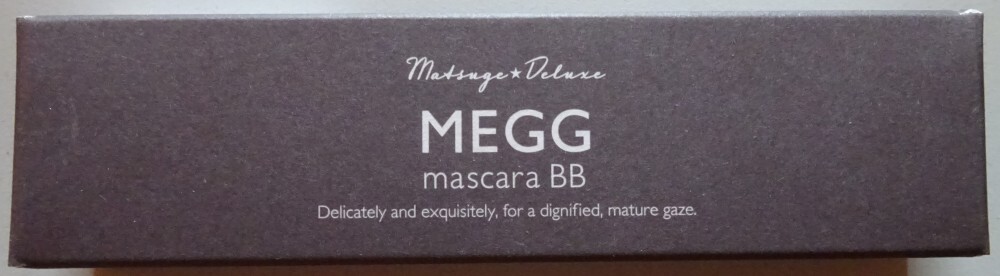 Matsuge★Deluxe
MEGG
mascara BB
Delicately and exquisitely, for a dignified, mature gaze.